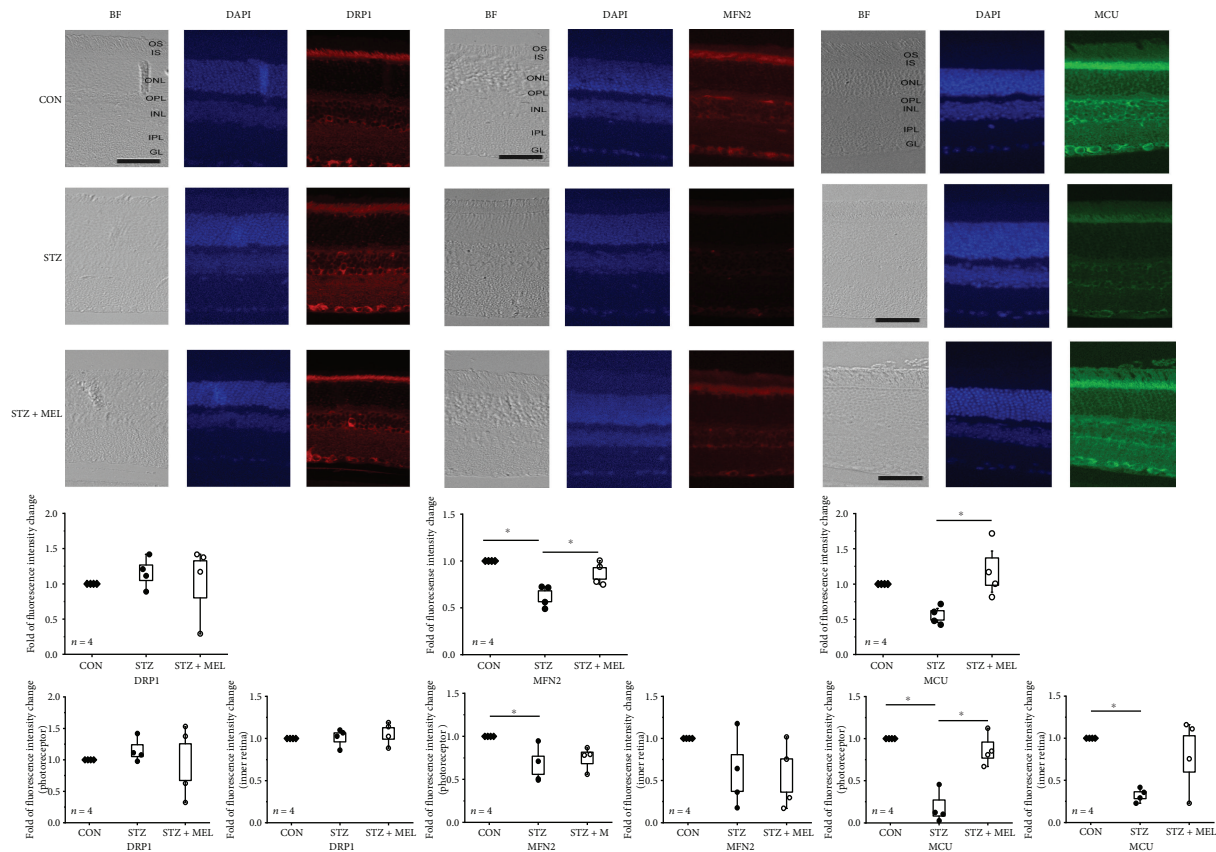 BF DAPI DRP1 BF DAPI MFN2 BF DAPI MCU
CON
OS
IS
ONL
OPL
INL
IPL
GL
OS
IS
ONL
OPL
INL
IPL
GL
OS
IS
ONL
OPL
INL
IPL
GL
STZ
STZ + MEL
Fold of fluorescence intensity change
2.0
1.5
1.0
0.5
0.0
n = 4
CON STZ STZ + MEL
DRP1
Fold of fluorecsense intensity change
1.5
1.0
0.5
0.0
*
*
n = 4
CON STZ STZ + MEL
MFN2
Fold of fluorescence intensity change
2.0
1.5
1.0
0.5
0.0
*
n = 4
CON STZ STZ + MEL
MCU
Fold of fluorescence intensity change
(photoreceptor)
2.0
1.5
1.0
0.5
0.0
n = 4
CON STZ STZ + MEL
DRP1
Fold of fluorescence intensity change
(inner retina)
1.5
1.0
0.5
0.0
n = 4
CON STZ STZ + MEL
DRP1
Fold of fluorescence intensity change
(photoreceptor)
1.5
1.0
0.5
0.0
*
n = 4
CON STZ STZ + M
MFN2
Fold of fluorescence intensity change
(inner retina)
1.5
1.0
0.5
0.0
n = 4
CON STZ STZ + MEL
MFN2
Fold of fluorescence intensity change
(photoreceptor)
1.5
1.0
0.5
0.0
*
*
n = 4
CON STZ STZ + MEL
MCU
Fold of fluorescence intensity change
(inner retina)
1.5
1.0
0.5
0.0
*
n = 4
CON STZ STZ + MEL
MCU